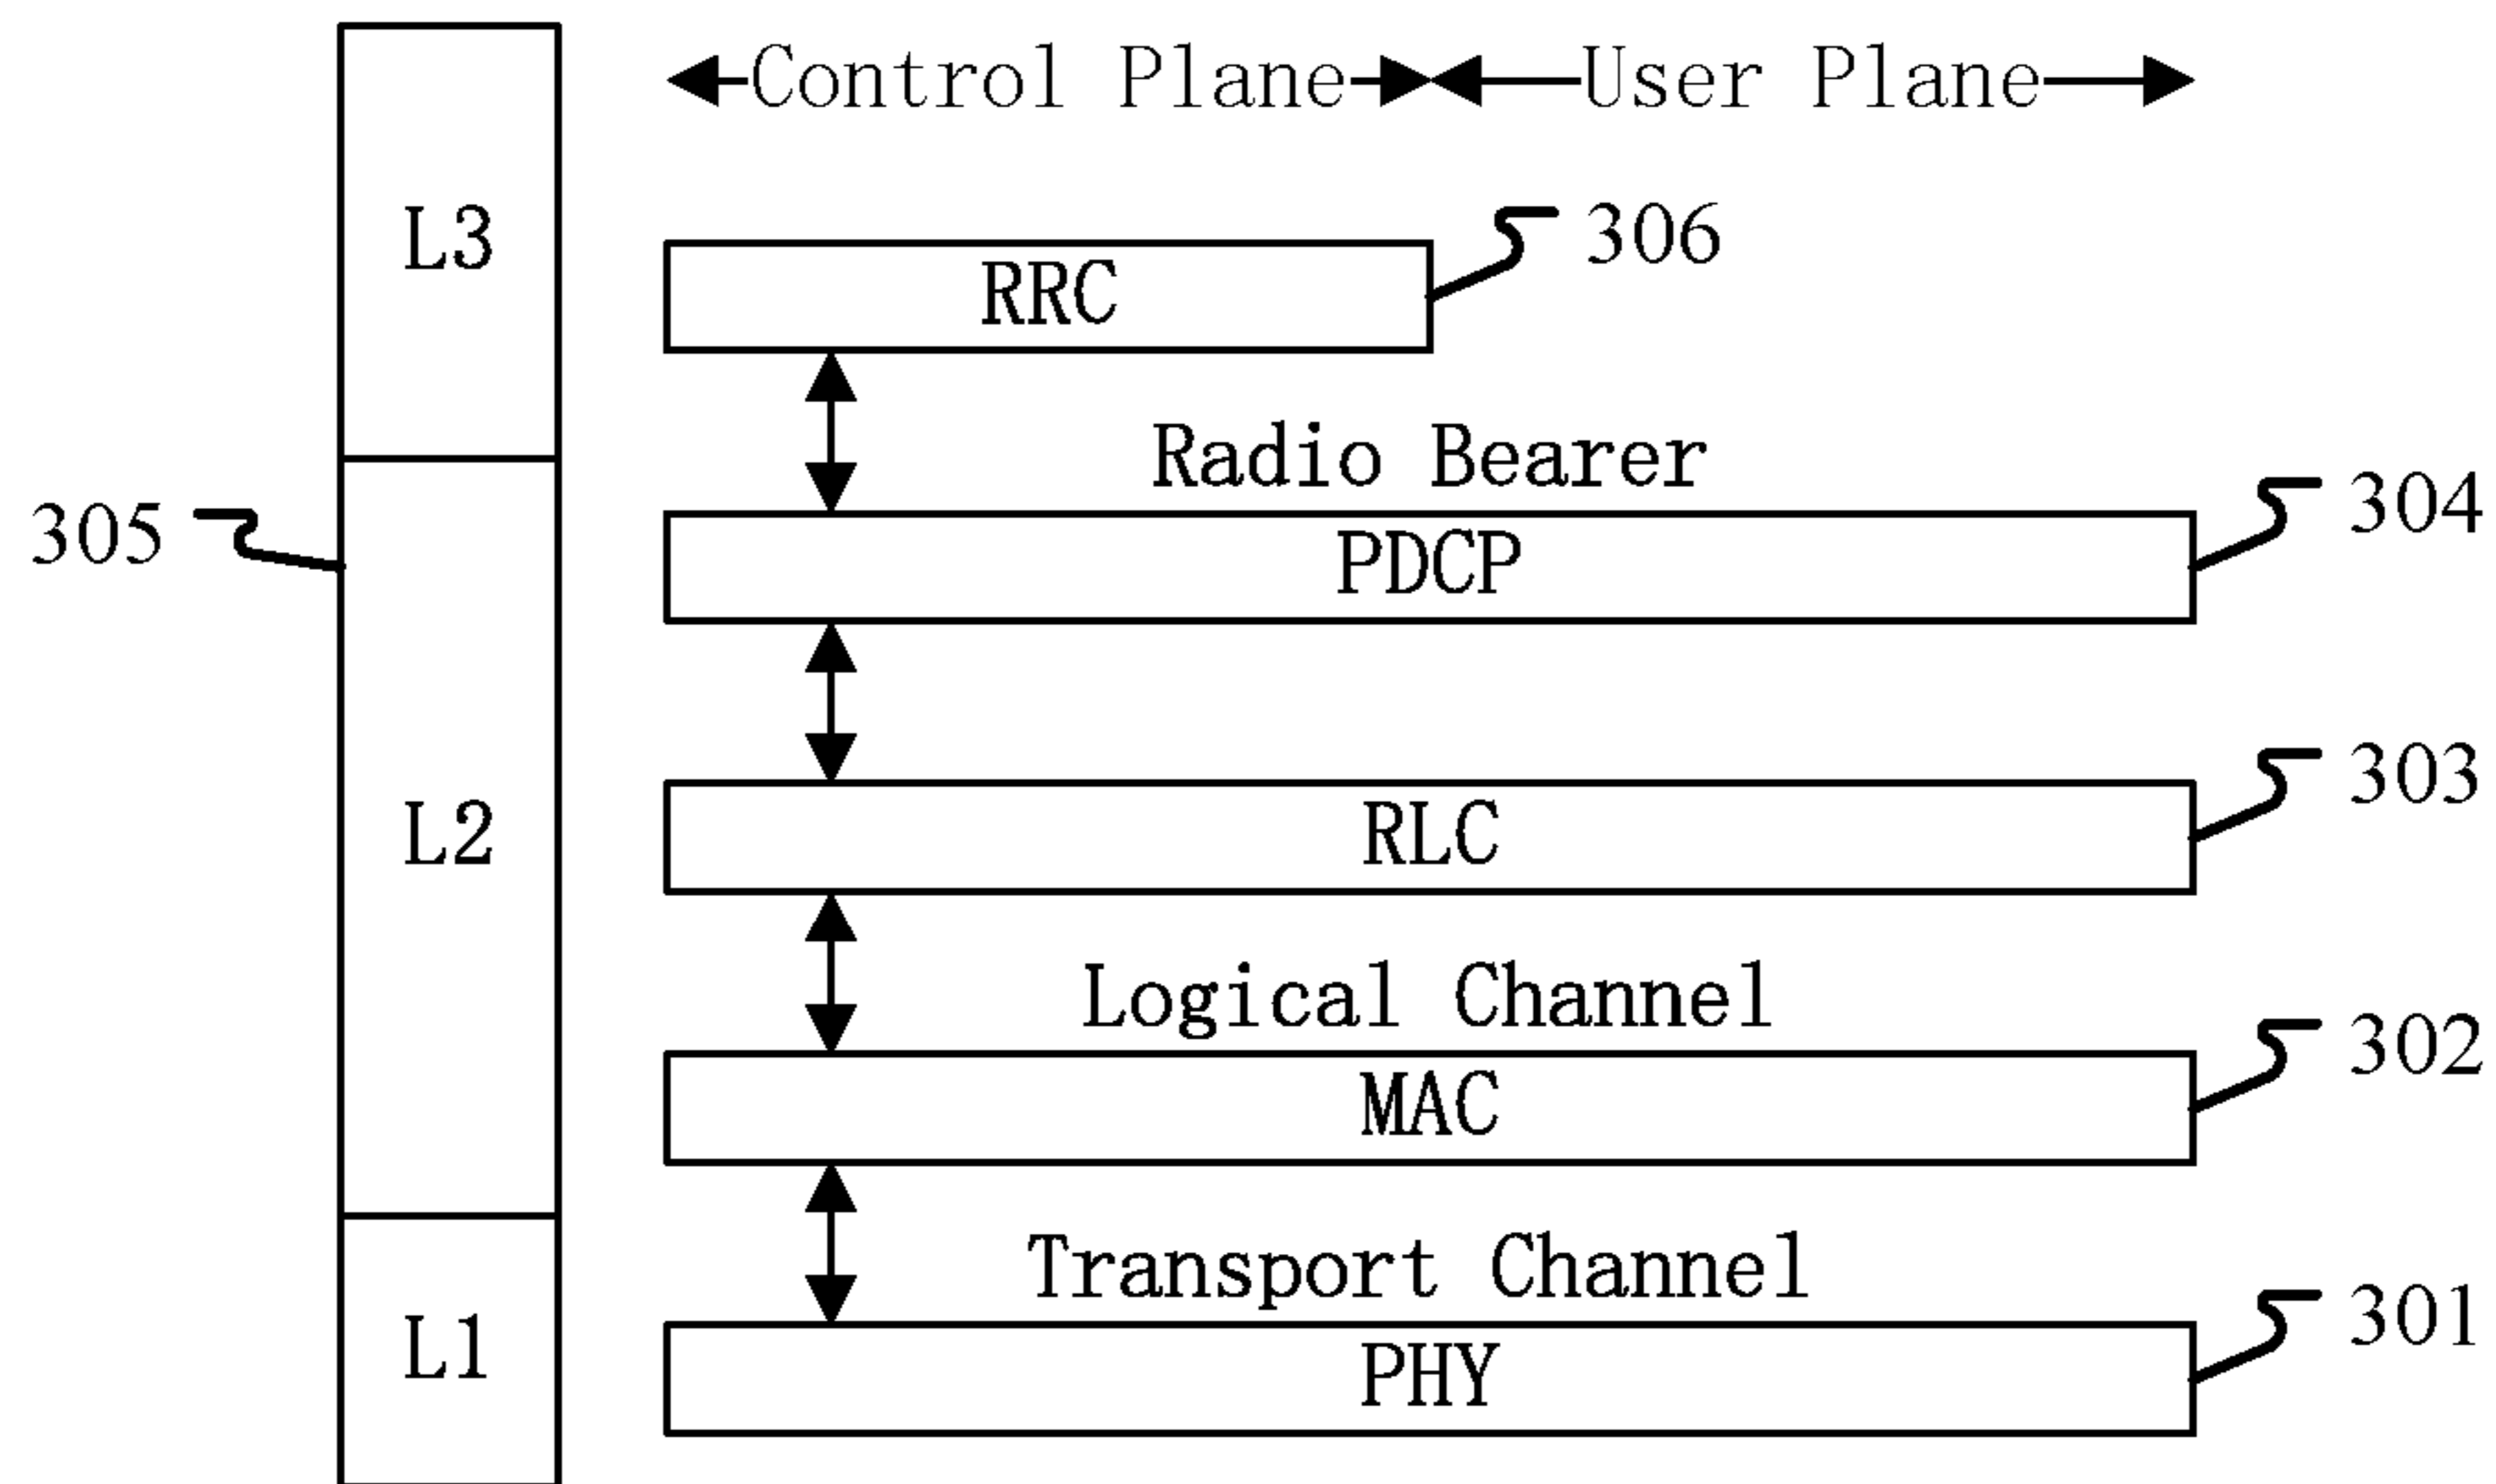 Control Plane User Plane
L3
306
RRC
Radio Bearer
304
305
PDCP
303
L2
RLC
Logical Channel
302
MAC
Transport Channel
301
L1
PHY